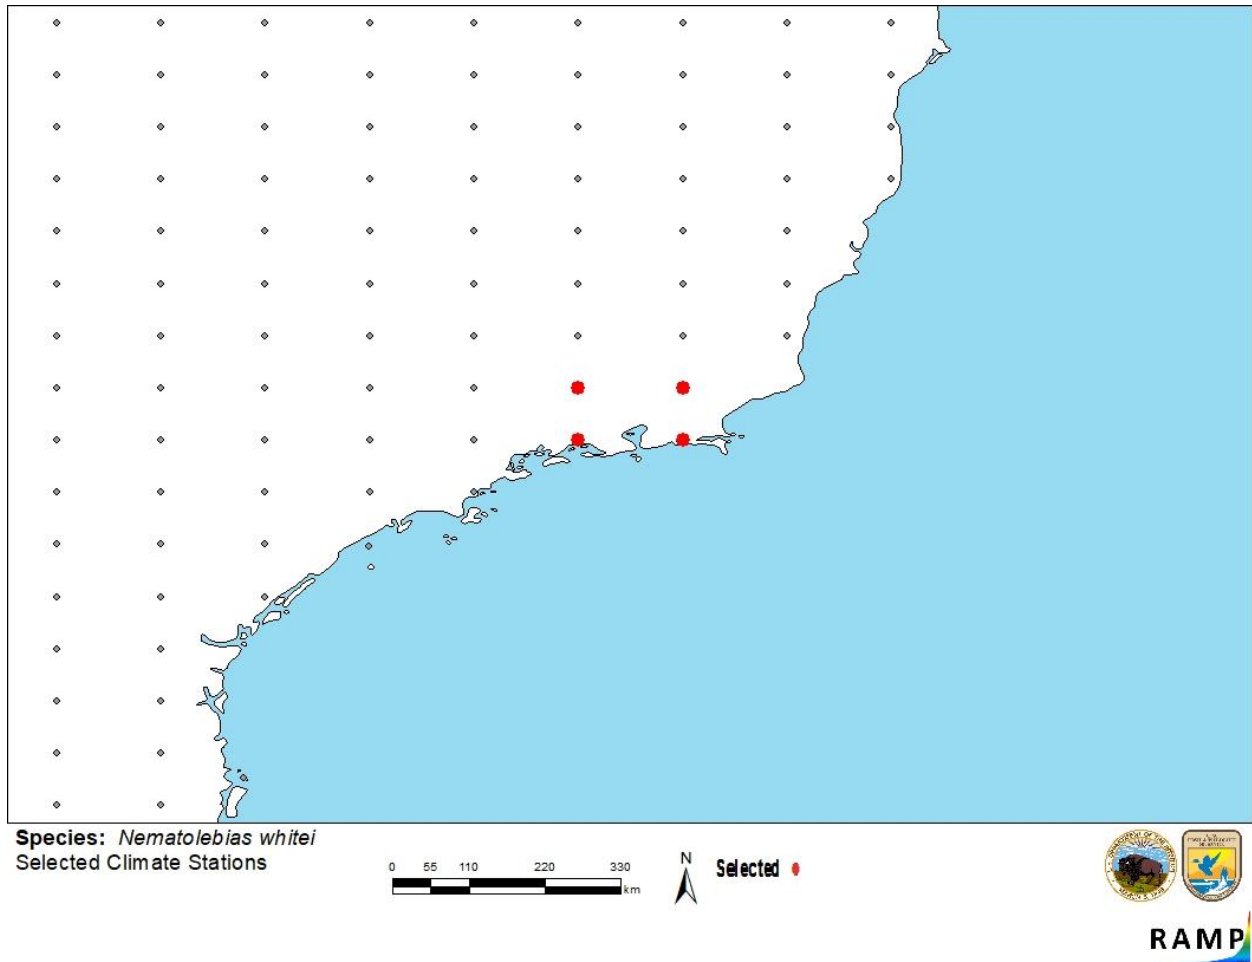 Species: Nematolebias whitei
Selected Climate Stations
0 55 110 220 330
km
N
Selected
RAMP